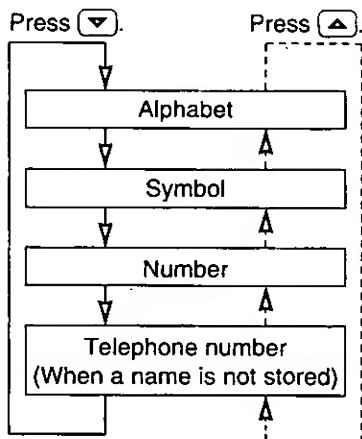 Press ▼.
Press ▲.
Alphabet
Symbol
Number
Telephone number
(When a name is not stored)